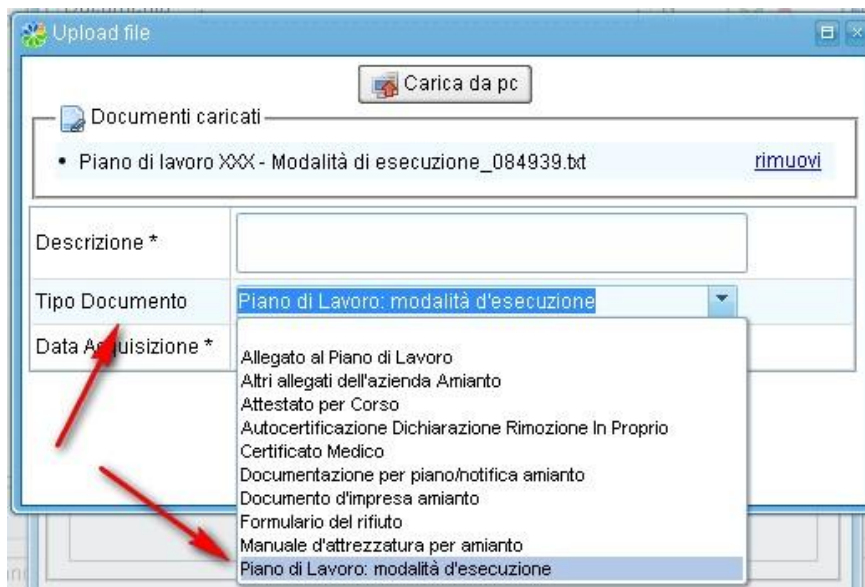 Upload file
Carica da pc
Documenti caricati
• Piano di lavoro XXX - Modalità di esecuzione_084939.txt rimuovi
Descrizione *
Tipo Documento Piano di Lavoro: modalità d'esecuzione
Data Acquisizione *
Allegato al Piano di Lavoro
Altri allegati dell'azienda Amianto
Attestato per Corso
Autocertificazione Dichiarazione Rimozione In Proprio
Certificato Medico
Documentazione per piano/notifica amianto
Documento d'impresa amianto
Formulario del rifiuto
Manuale d'attrezzatura per amianto
Piano di Lavoro: modalità d'esecuzione